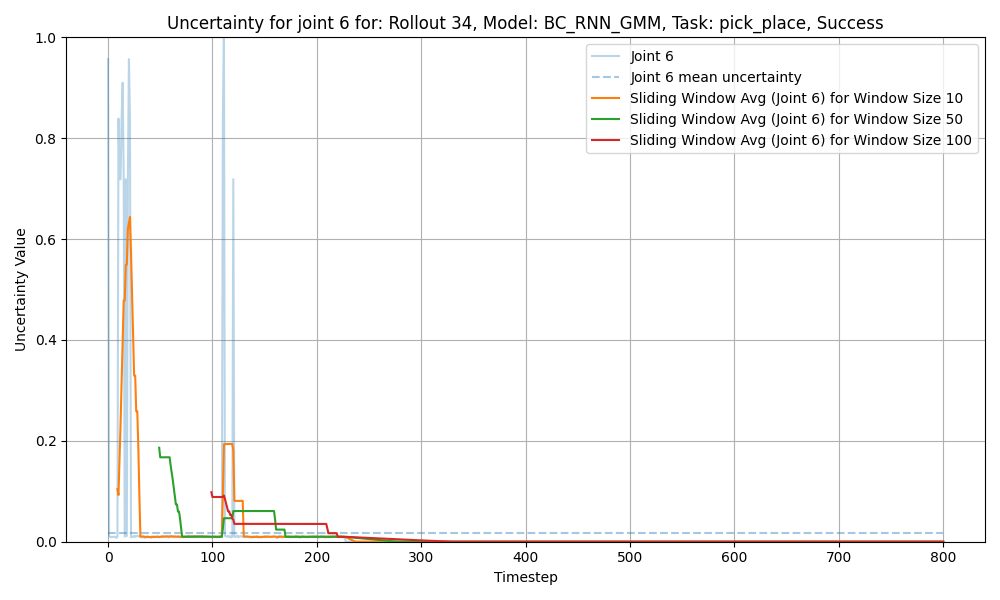 Uncertainty for joint 6 for: Rollout 34, Model: BC_RNN_GMM, Task: pick_place, Success
Joint 6
Joint 6 mean uncertainty
Sliding Window Avg (Joint 6) for Window Size 10
Sliding Window Avg (Joint 6) for Window Size 50
Sliding Window Avg (Joint 6) for Window Size 100
Uncertainty Value
1.0
0.8
0.6
0.4
0.2
0.0
0 100 200 300 400 500 600 700 800
Timestep